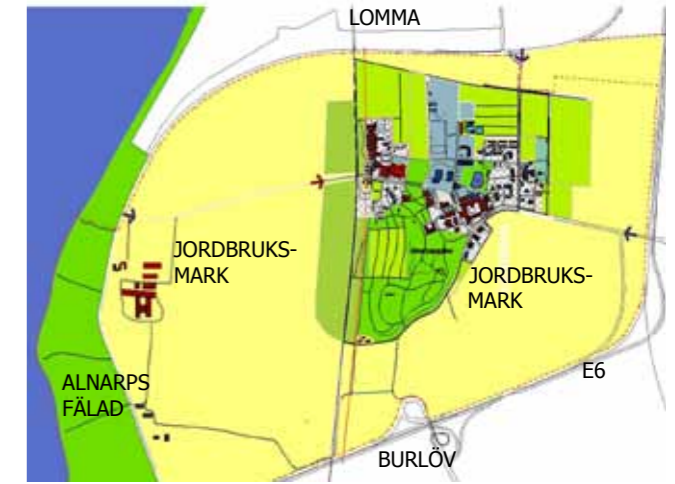 LOMMA
JORDBRUKS-
MARK
JORDBRUKS-
MARK
E6
ALNARPS
FÄLAD
BURLÖV